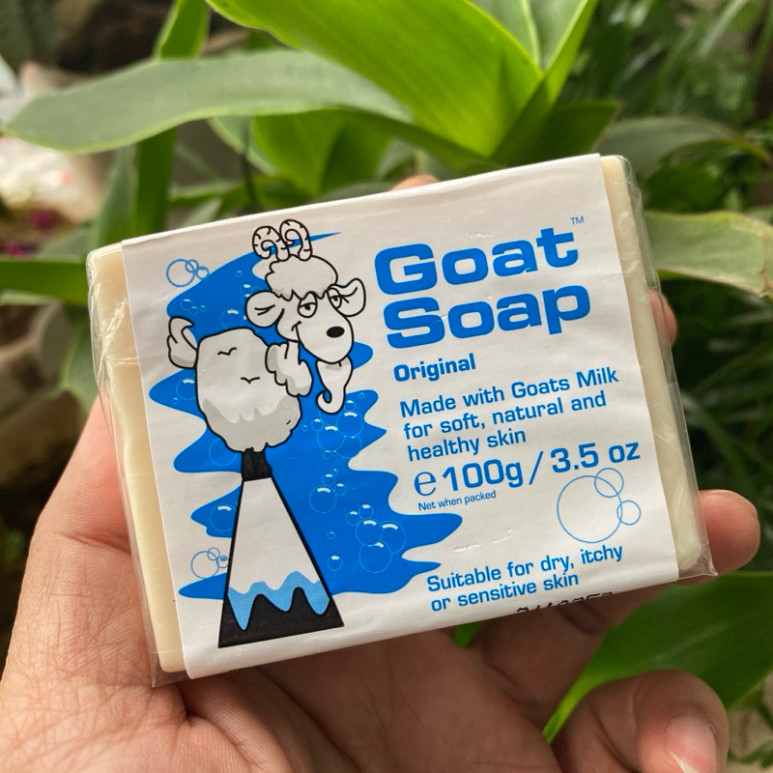 Goat™
Soap
Original
Made with Goats Milk
for soft, natural and
healthy skin
℮100g / 3.5 oz
Net when packed
Suitable for dry, itchy
or sensitive skin